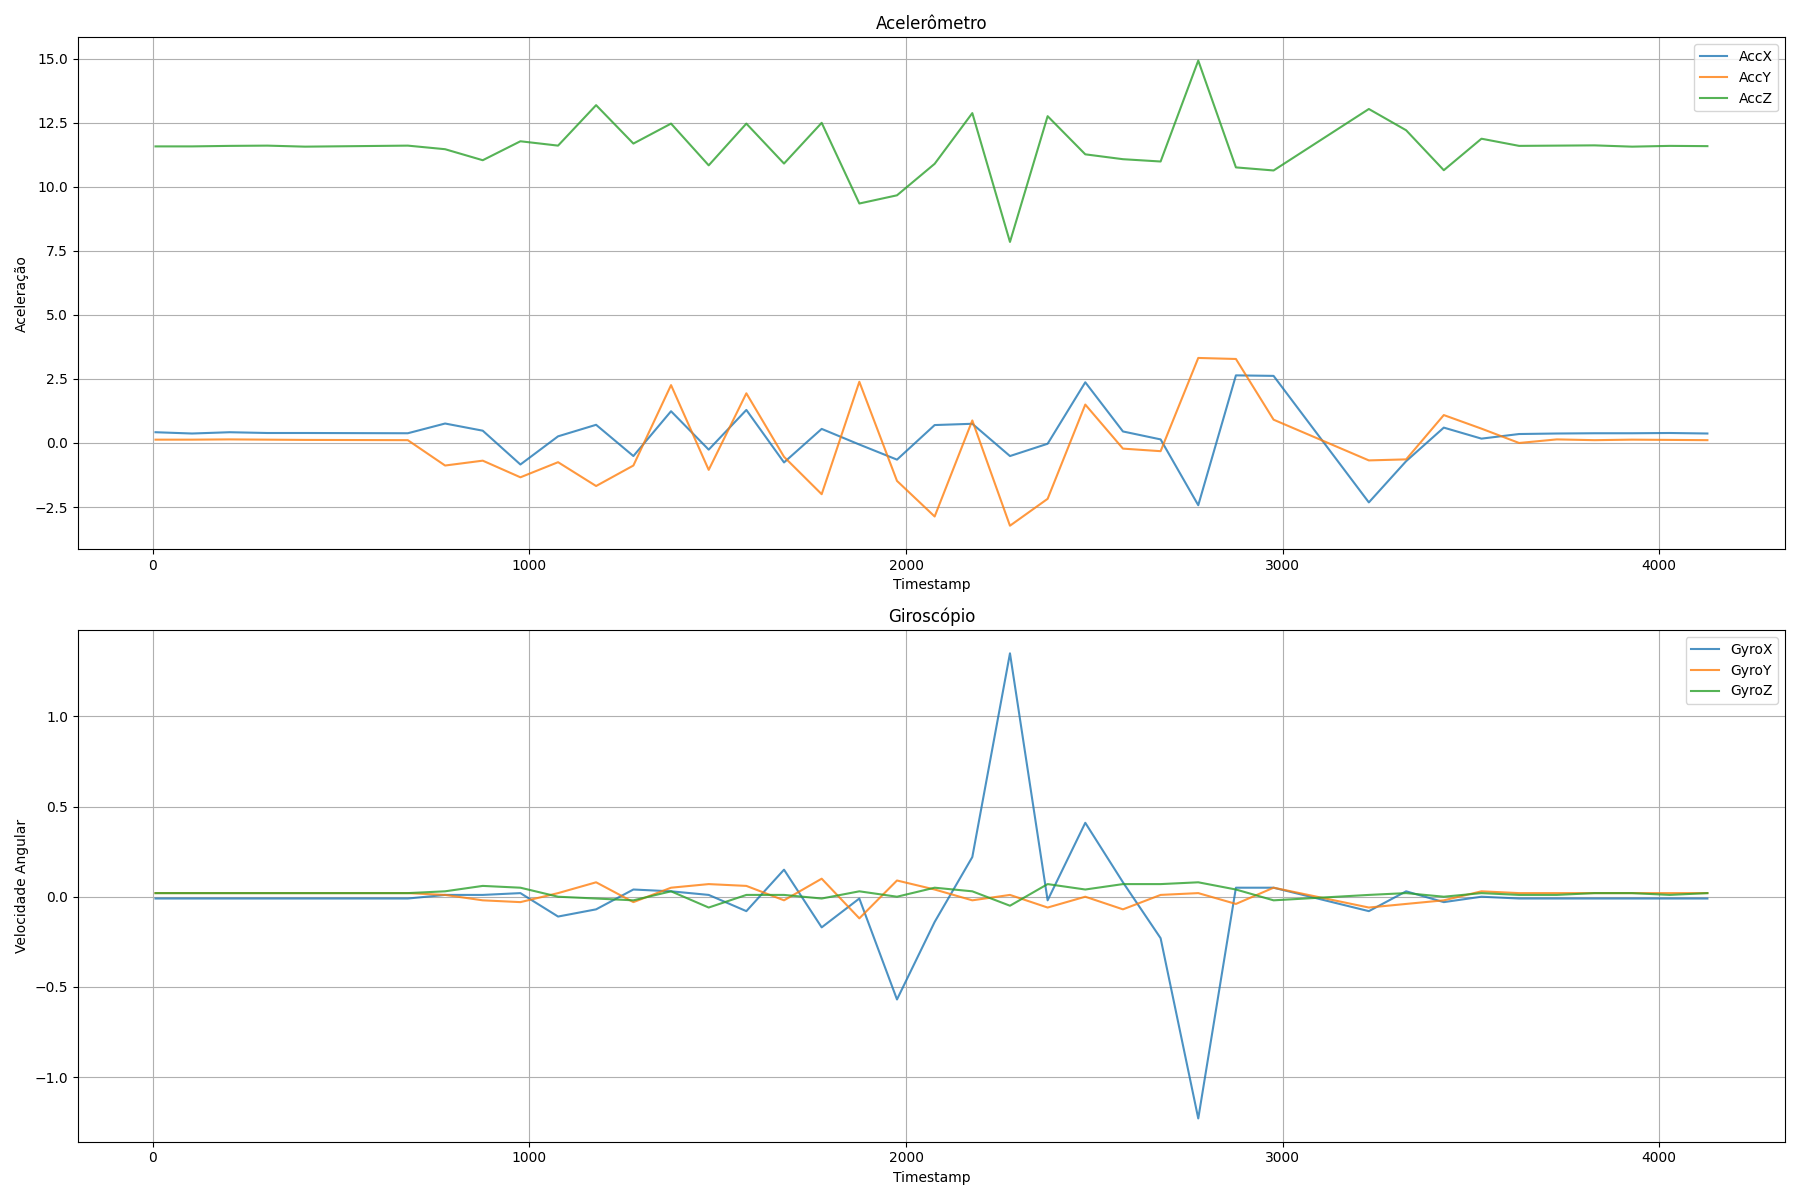 Acelerômetro
15.0
12.5
10.0
7.5
5.0
2.5
0.0
−2.5
Aceleração
AccX
AccY
AccZ
0 1000 2000 3000 4000
Timestamp
Giroscópio
1.0
0.5
0.0
−0.5
−1.0
Velocidade Angular
GyroX
GyroY
GyroZ
0 1000 2000 3000 4000
Timestamp